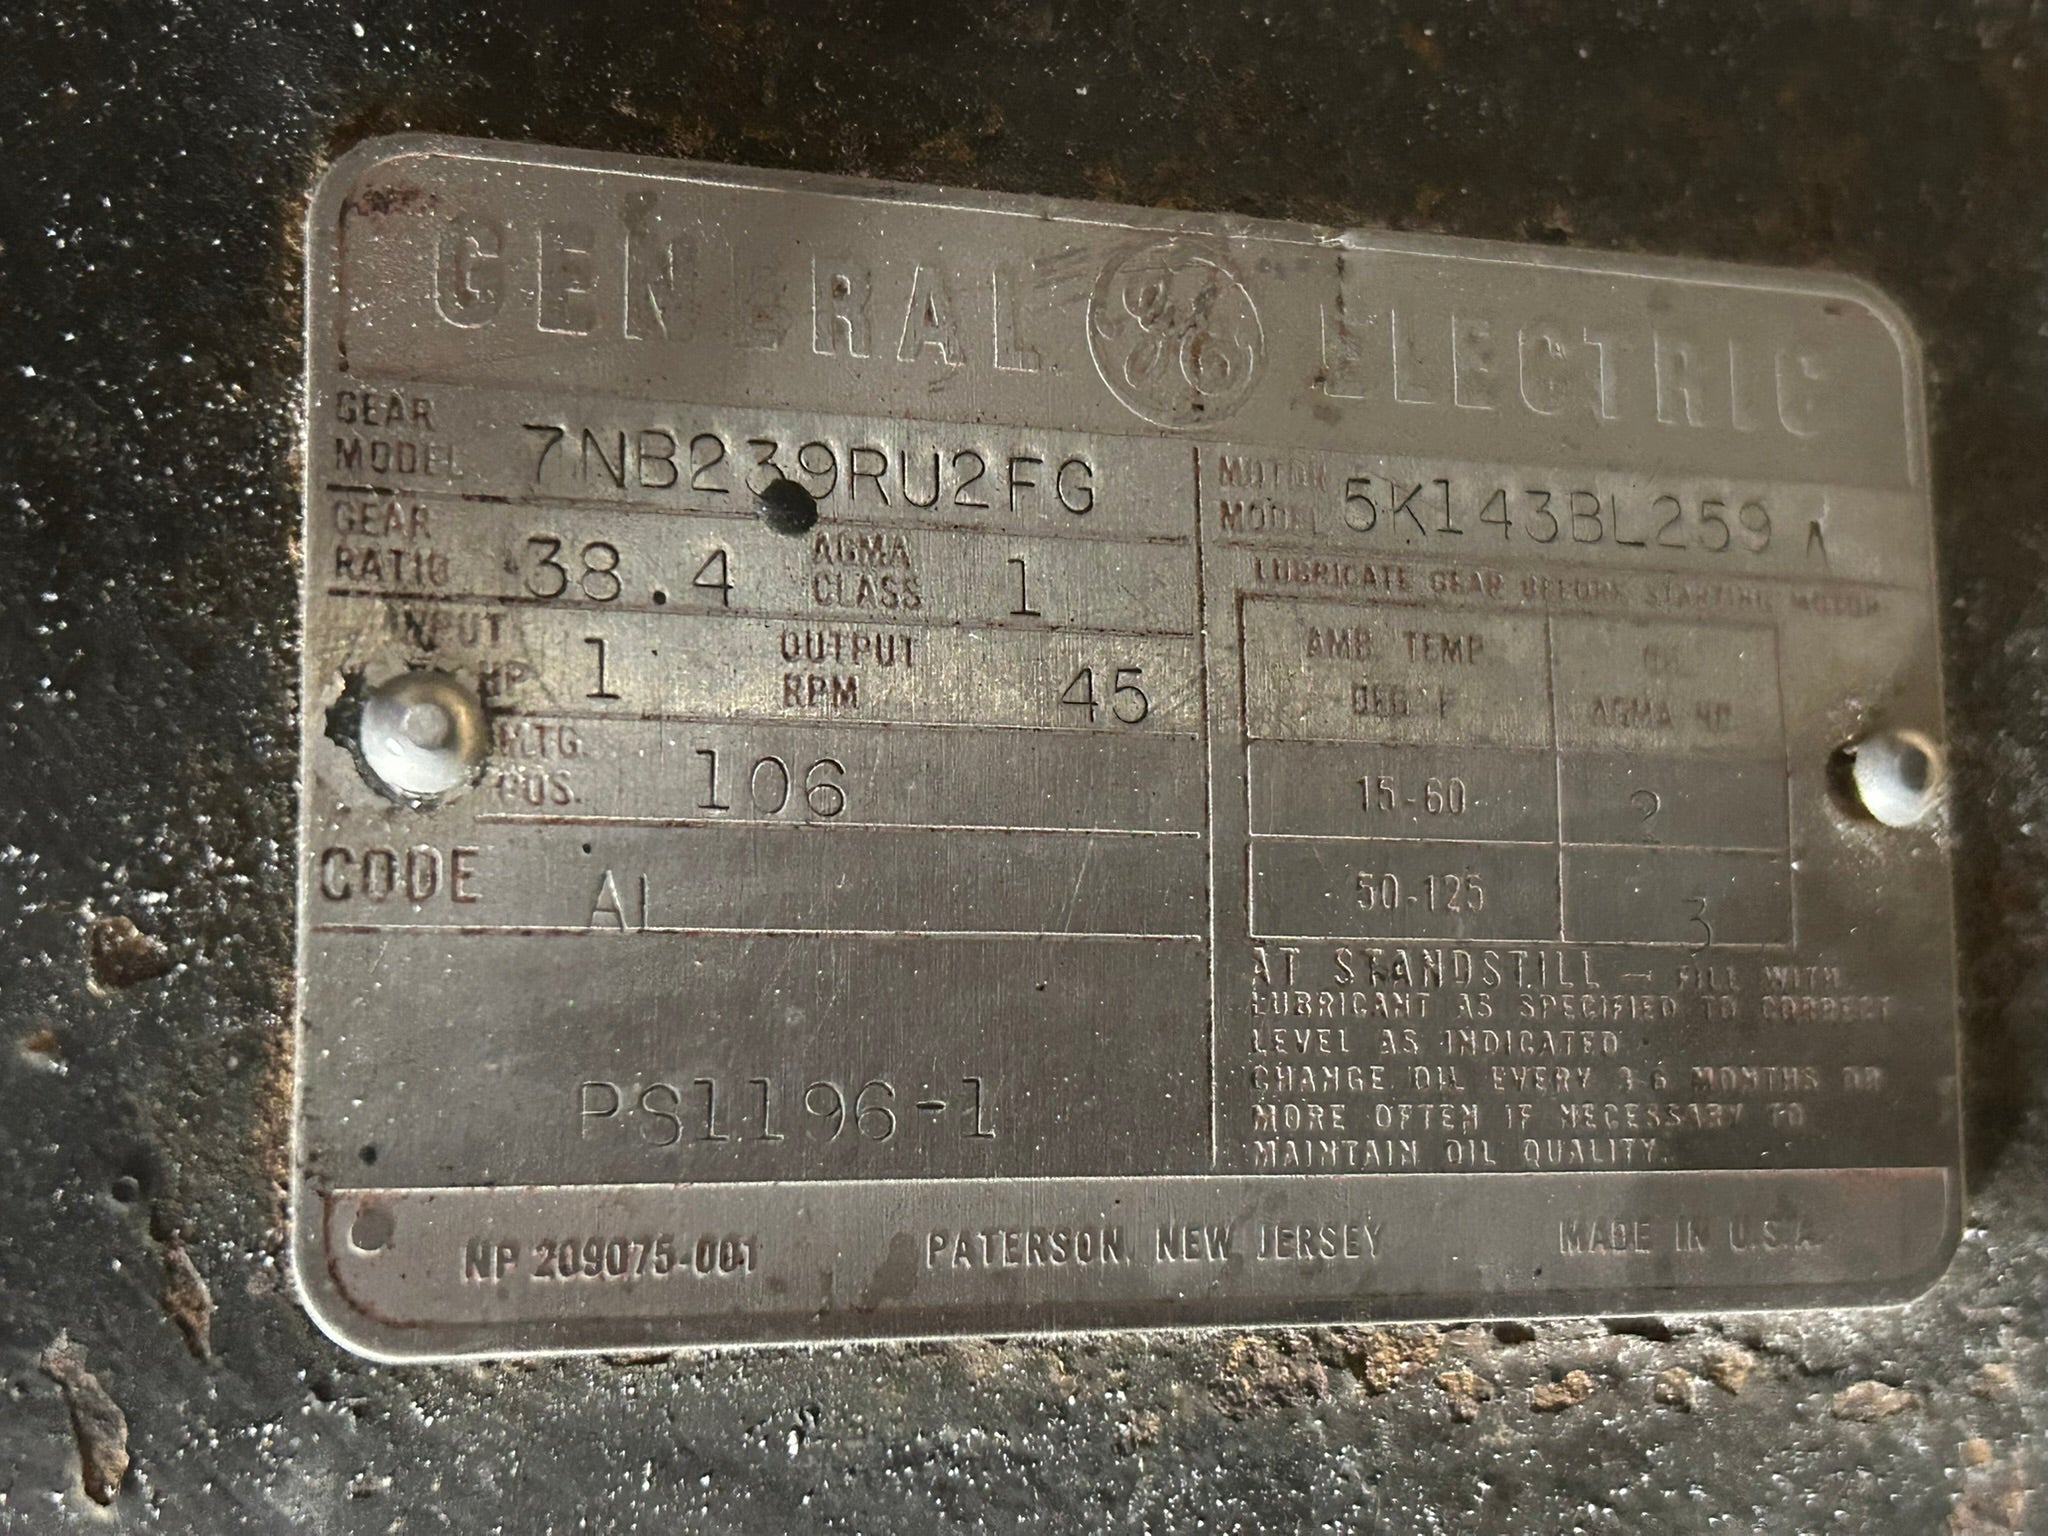 GENERAL GE ELECTRIC
GEAR MODEL 7NB239RU2FG
GEAR RATIO 38.4 AGMA CLASS 1
INPUT HP 1 OUTPUT RPM 45
MTG. POS. 106
CODE AL
PS1196-1
MOTOR MODEL 5K143BL259A
LUBRICATE GEAR BEFORE STARTING MOTOR
AMB. TEMP. DEG F AGMA NO.
15-60 2
50-125 3
AT STANDSTILL - FILL WITH
LUBRICANT AS SPECIFIED TO CORRECT
LEVEL AS INDICATED
CHANGE OIL EVERY 3-6 MONTHS OR
MORE OFTEN IF NECESSARY TO
MAINTAIN OIL QUALITY.
NP 209075-001 PATERSON, NEW JERSEY MADE IN U.S.A.